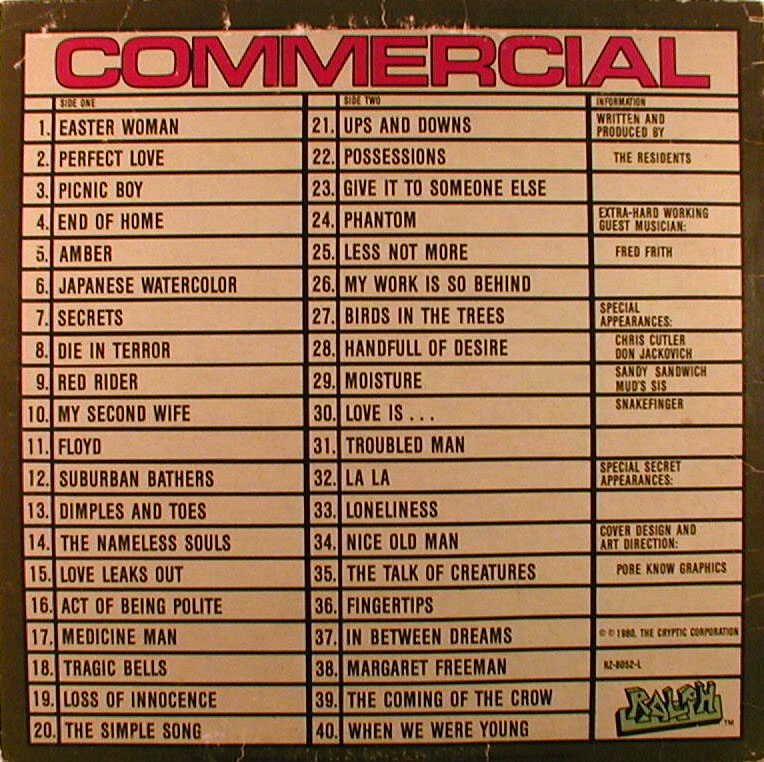 COMMERCIAL
SIDE ONE
1. EASTER WOMAN
2. PERFECT LOVE
3. PICNIC BOY
4. END OF HOME
5. AMBER
6. JAPANESE WATERCOLOR
7. SECRETS
8. DIE IN TERROR
9. RED RIDER
10. MY SECOND WIFE
11. FLOYD
12. SUBURBAN BATHERS
13. DIMPLES AND TOES
14. THE NAMELESS SOULS
15. LOVE LEAKS OUT
16. ACT OF BEING POLITE
17. MEDICINE MAN
18. TRAGIC BELLS
19. LOSS OF INNOCENCE
20. THE SIMPLE SONG
SIDE TWO
21. UPS AND DOWNS
22. POSSESSIONS
23. GIVE IT TO SOMEONE ELSE
24. PHANTOM
25. LESS NOT MORE
26. MY WORK IS SO BEHIND
27. BIRDS IN THE TREES
28. HANDFULL OF DESIRE
29. MOISTURE
30. LOVE IS . . .
31. TROUBLED MAN
32. LA LA
33. LONELINESS
34. NICE OLD MAN
35. THE TALK OF CREATURES
36. FINGERTIPS
37. IN BETWEEN DREAMS
38. MARGARET FREEMAN
39. THE COMING OF THE CROW
40. WHEN WE WERE YOUNG
INFORMATION
WRITTEN AND
PRODUCED BY
THE RESIDENTS
EXTRA-HARD WORKING
GUEST MUSICIAN:
FRED FRITH
SPECIAL
APPEARANCES:
CHRIS CUTLER
DON JACKOVICH
SANDY SANDWICH
MUD'S SIS
SNAKEFINGER
SPECIAL SECRET
APPEARANCES:
COVER DESIGN AND
ART DIRECTION:
PORE KNOW GRAPHICS
℗ © 1980, THE CRYPTIC CORPORATION
RZ-8052-L
RALPH ™